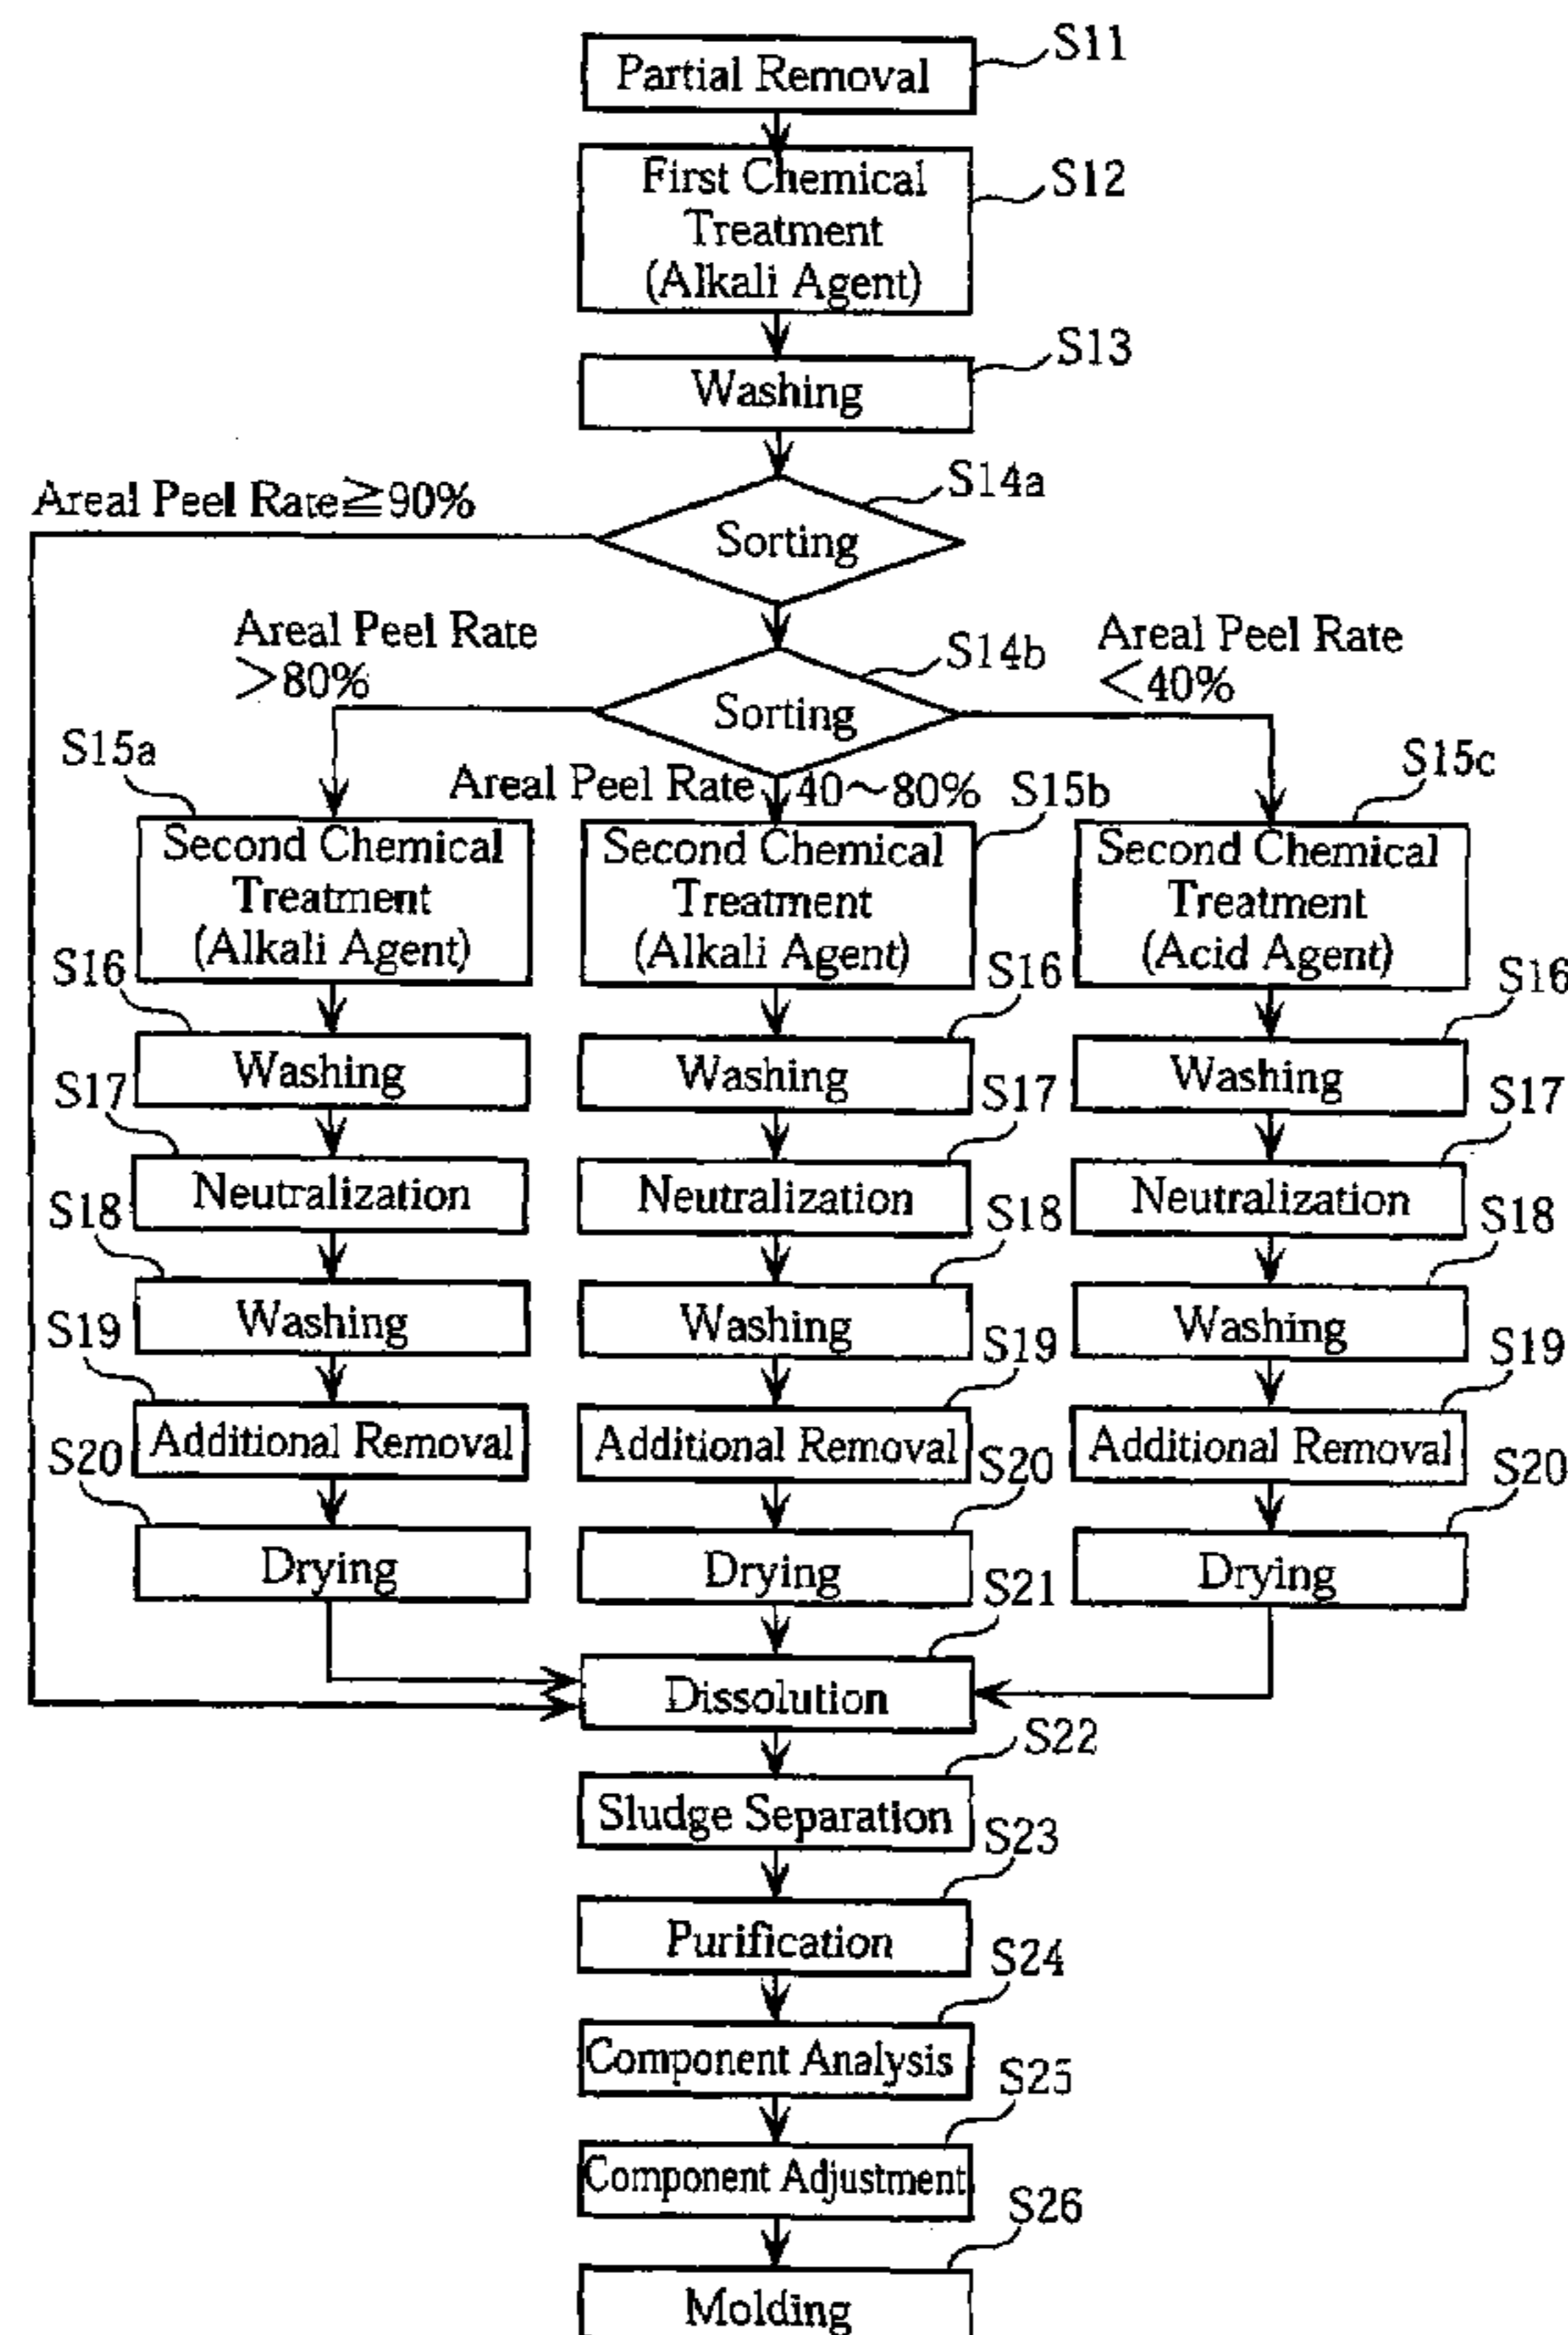 S11
Partial Removal
S12
First Chemical
Treatment
(Alkali Agent)
S13
Washing
S14a
Areal Peel Rate≧90%
Sorting
Areal Peel Rate
>80%
S14b
Areal Peel Rate
<40%
Sorting
S15a
Areal Peel Rate 40~80%
S15b
S15c
Second Chemical
Treatment
(Alkali Agent)
Second Chemical
Treatment
(Alkali Agent)
Second Chemical
Treatment
(Acid Agent)
S16
S16
S16
Washing
Washing
Washing
S17
S17
S17
Neutralization
Neutralization
Neutralization
S18
S18
S18
Washing
Washing
Washing
S19
S19
S19
Additional Removal
Additional Removal
Additional Removal
S20
S20
S20
Drying
Drying
Drying
S21
Dissolution
S22
Sludge Separation
S23
Purification
S24
Component Analysis
S25
Component Adjustment
S26
Molding